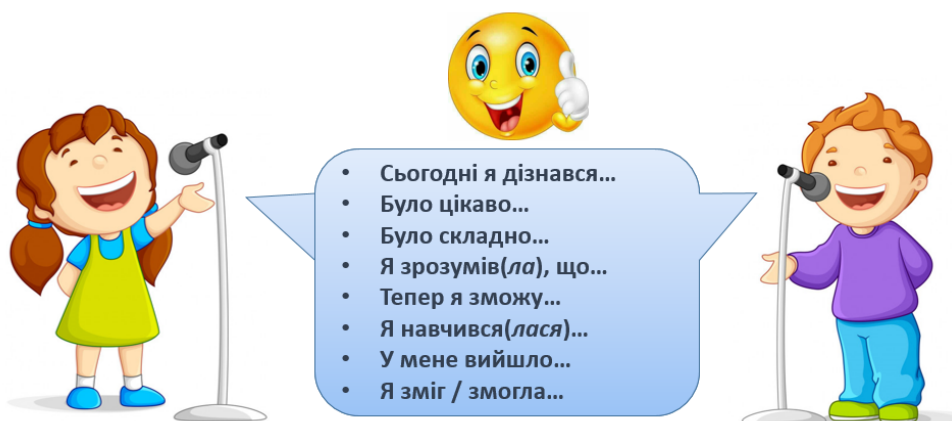 • Сьогодні я дізнався...
• Було цікаво...
• Було складно...
• Я зрозумів(ла), що...
• Тепер я зможу...
• Я навчився(лася)...
• У мене вийшло...
• Я зміг / змогла...